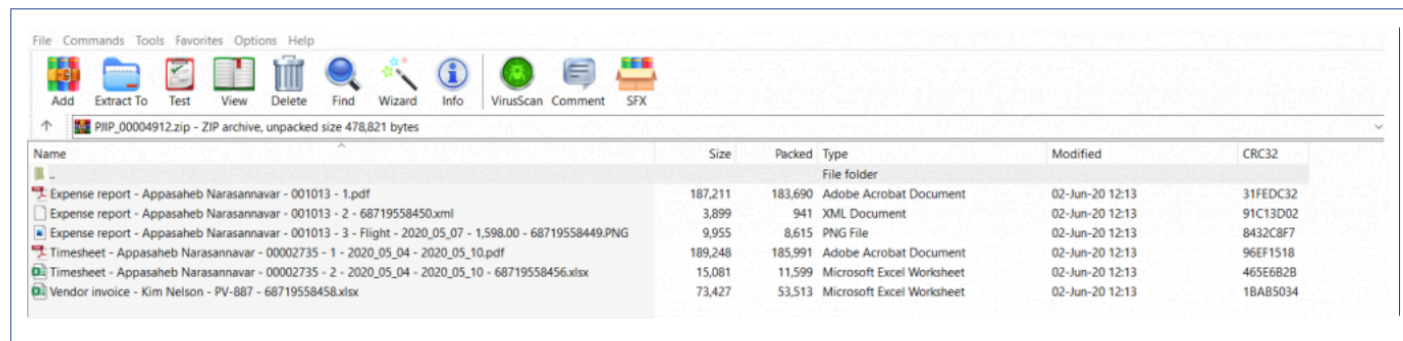 File Commands Tools Favorites Options Help
Add Extract To Test View Delete Find Wizard Info VirusScan Comment SFX
PJIP_00004912.zip - ZIP archive, unpacked size 478,821 bytes
Name Size Packed Type Modified CRC32
.. File folder
Expense report - Appasaheb Narasannavar - 001013 - 1.pdf 187,211 183,690 Adobe Acrobat Document 02-Jun-20 12:13 31FEDC32
Expense report - Appasaheb Narasannavar - 001013 - 2 - 68719558450.xml 3,899 941 XML Document 02-Jun-20 12:13 91C13D02
Expense report - Appasaheb Narasannavar - 001013 - 3 - Flight - 2020_05_07 - 1,598.00 - 68719558449.PNG 9,955 8,615 PNG File 02-Jun-20 12:13 8432C8F7
Timesheet - Appasaheb Narasannavar - 00002735 - 1 - 2020_05_04 - 2020_05_10.pdf 189,248 185,991 Adobe Acrobat Document 02-Jun-20 12:13 96EF1518
Timesheet - Appasaheb Narasannavar - 00002735 - 2 - 2020_05_04 - 2020_05_10 - 68719558456.xlsx 15,081 11,599 Microsoft Excel Worksheet 02-Jun-20 12:13 465E6B2B
Vendor invoice - Kim Nelson - PV-887 - 68719558458.xlsx 73,427 53,513 Microsoft Excel Worksheet 02-Jun-20 12:13 1BAB5034